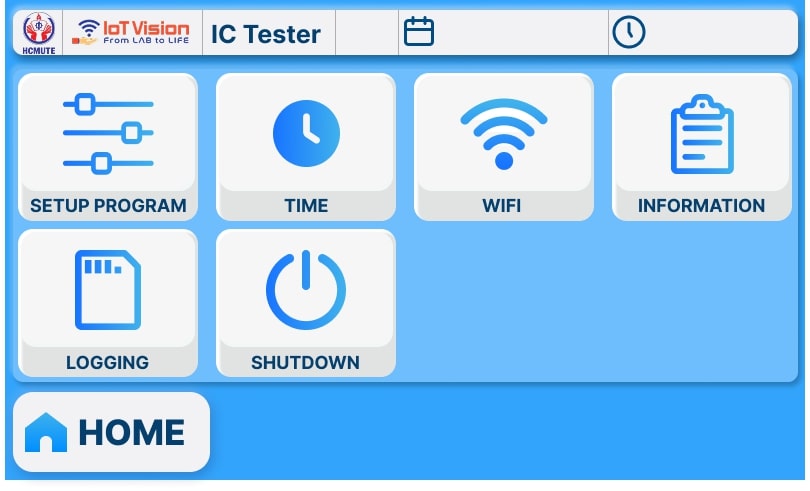 HCMUTE
IoT Vision
From LAB to LIFE
IC Tester
SETUP PROGRAM
TIME
WIFI
INFORMATION
LOGGING
SHUTDOWN
HOME